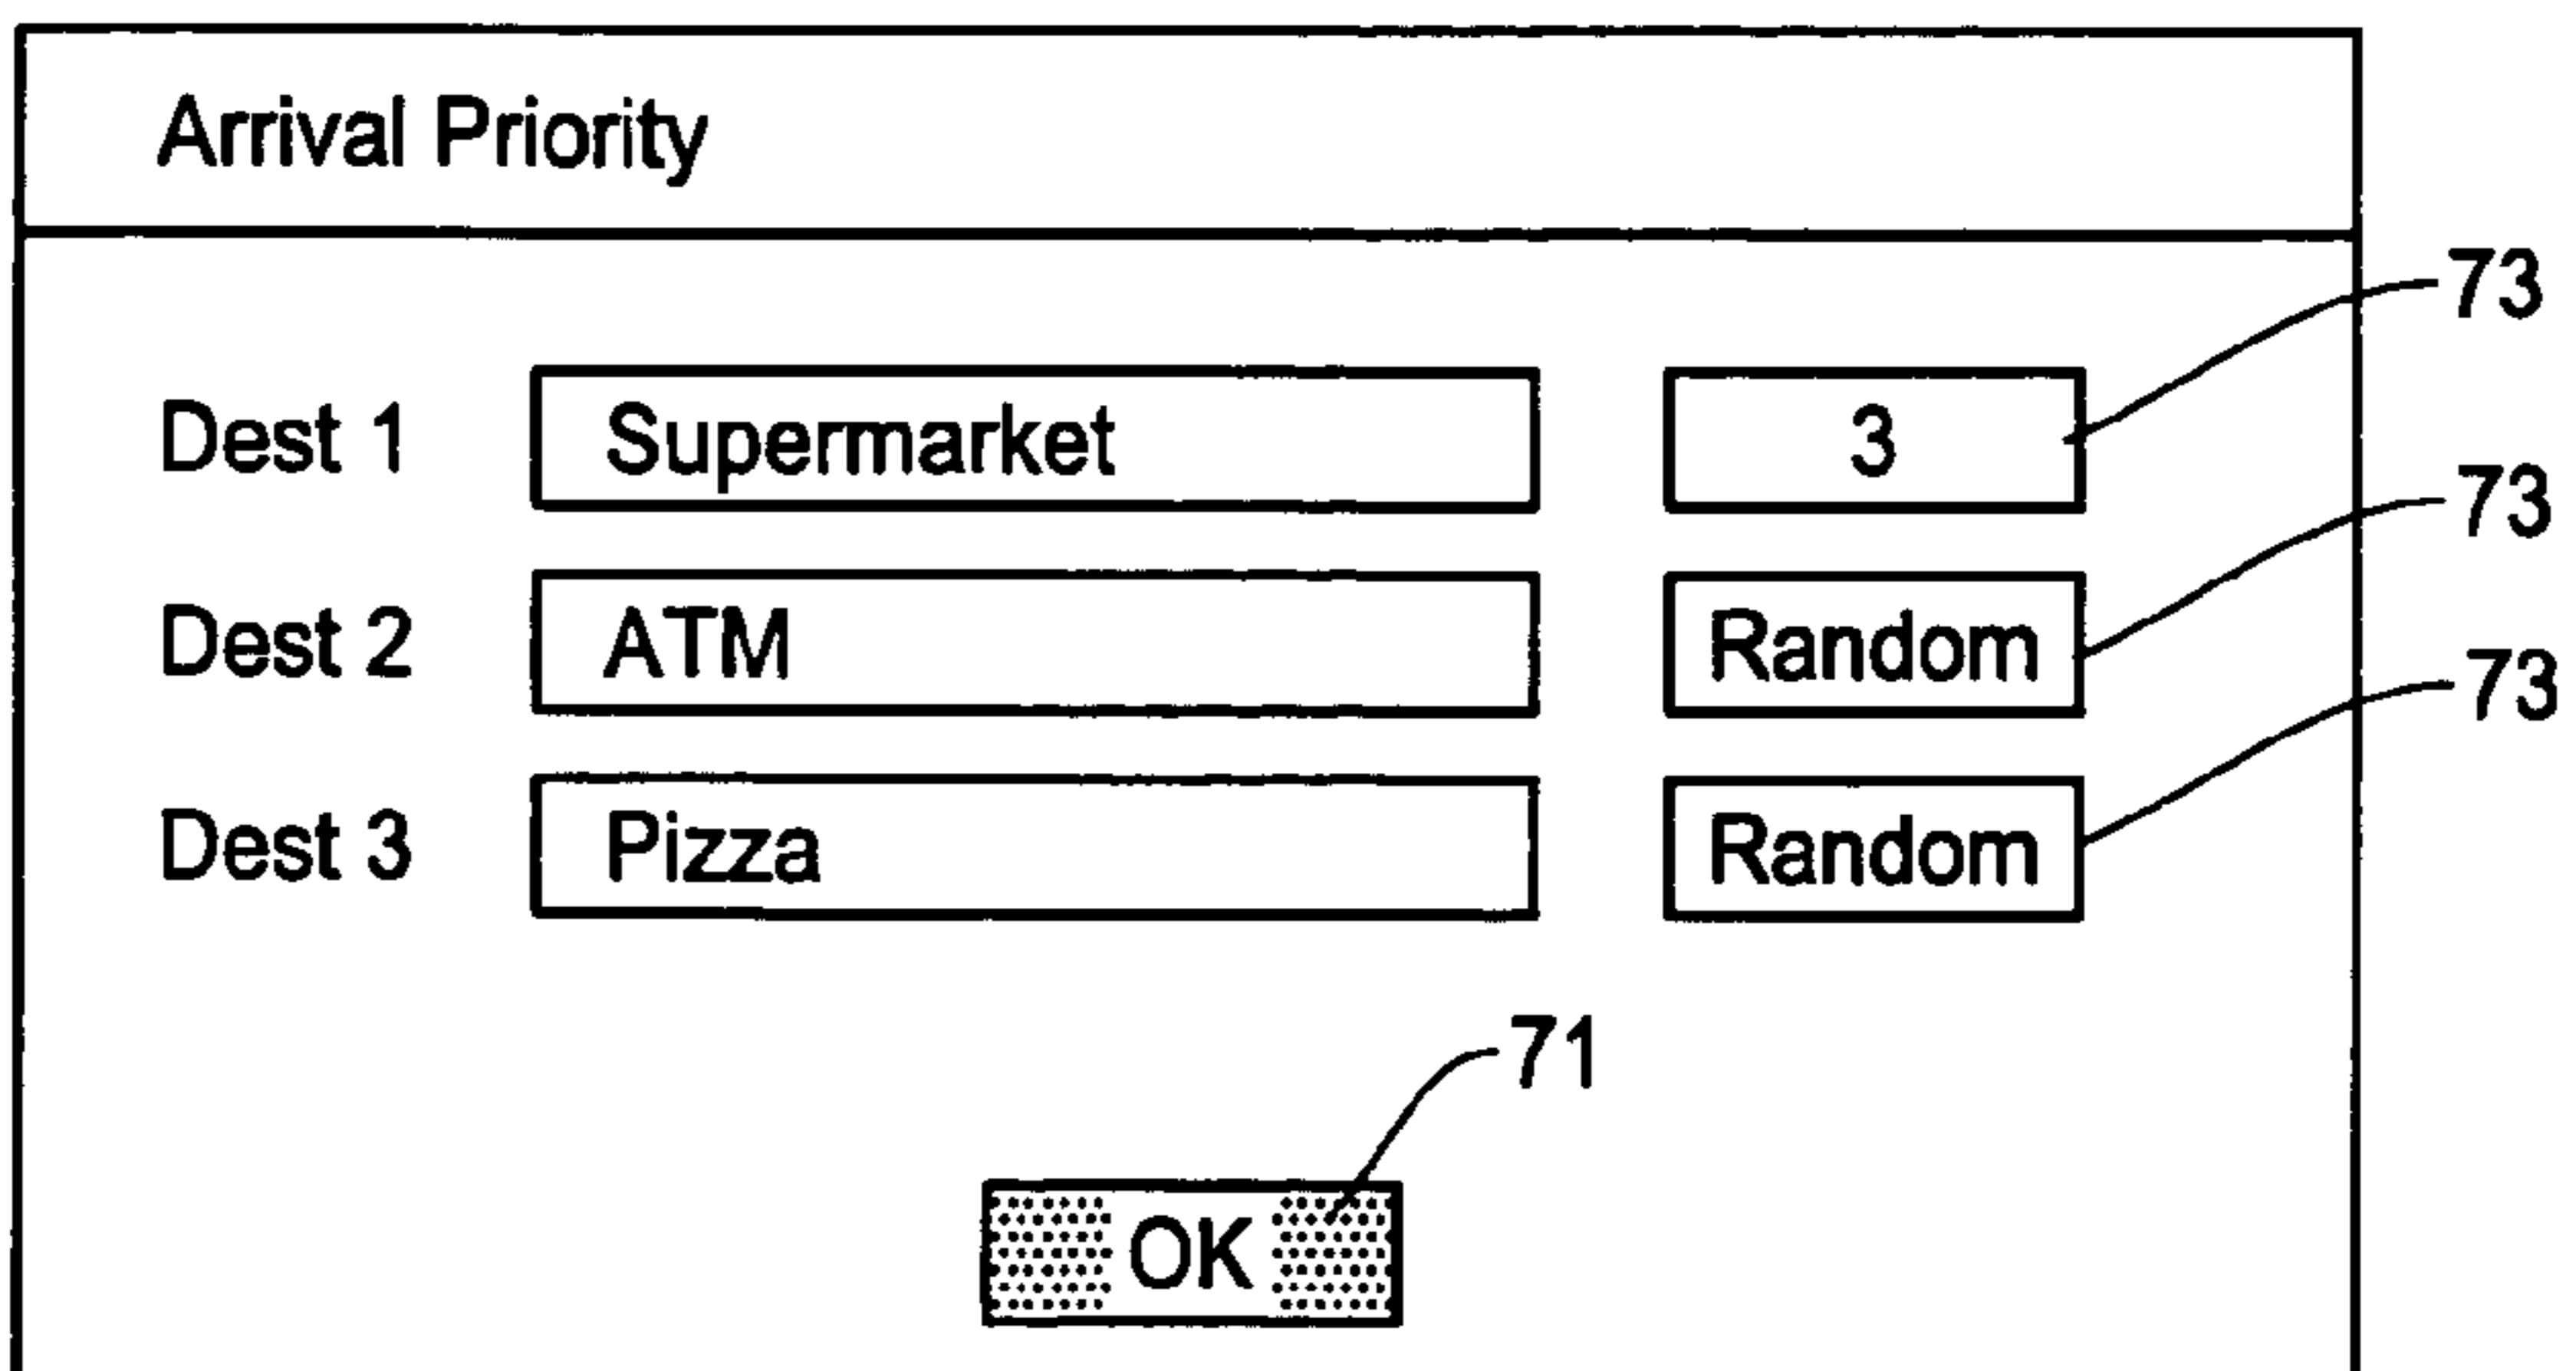 Arrival Priority
73
Dest 1 Supermarket 3
73
Dest 2 ATM Random
73
Dest 3 Pizza Random
71
OK